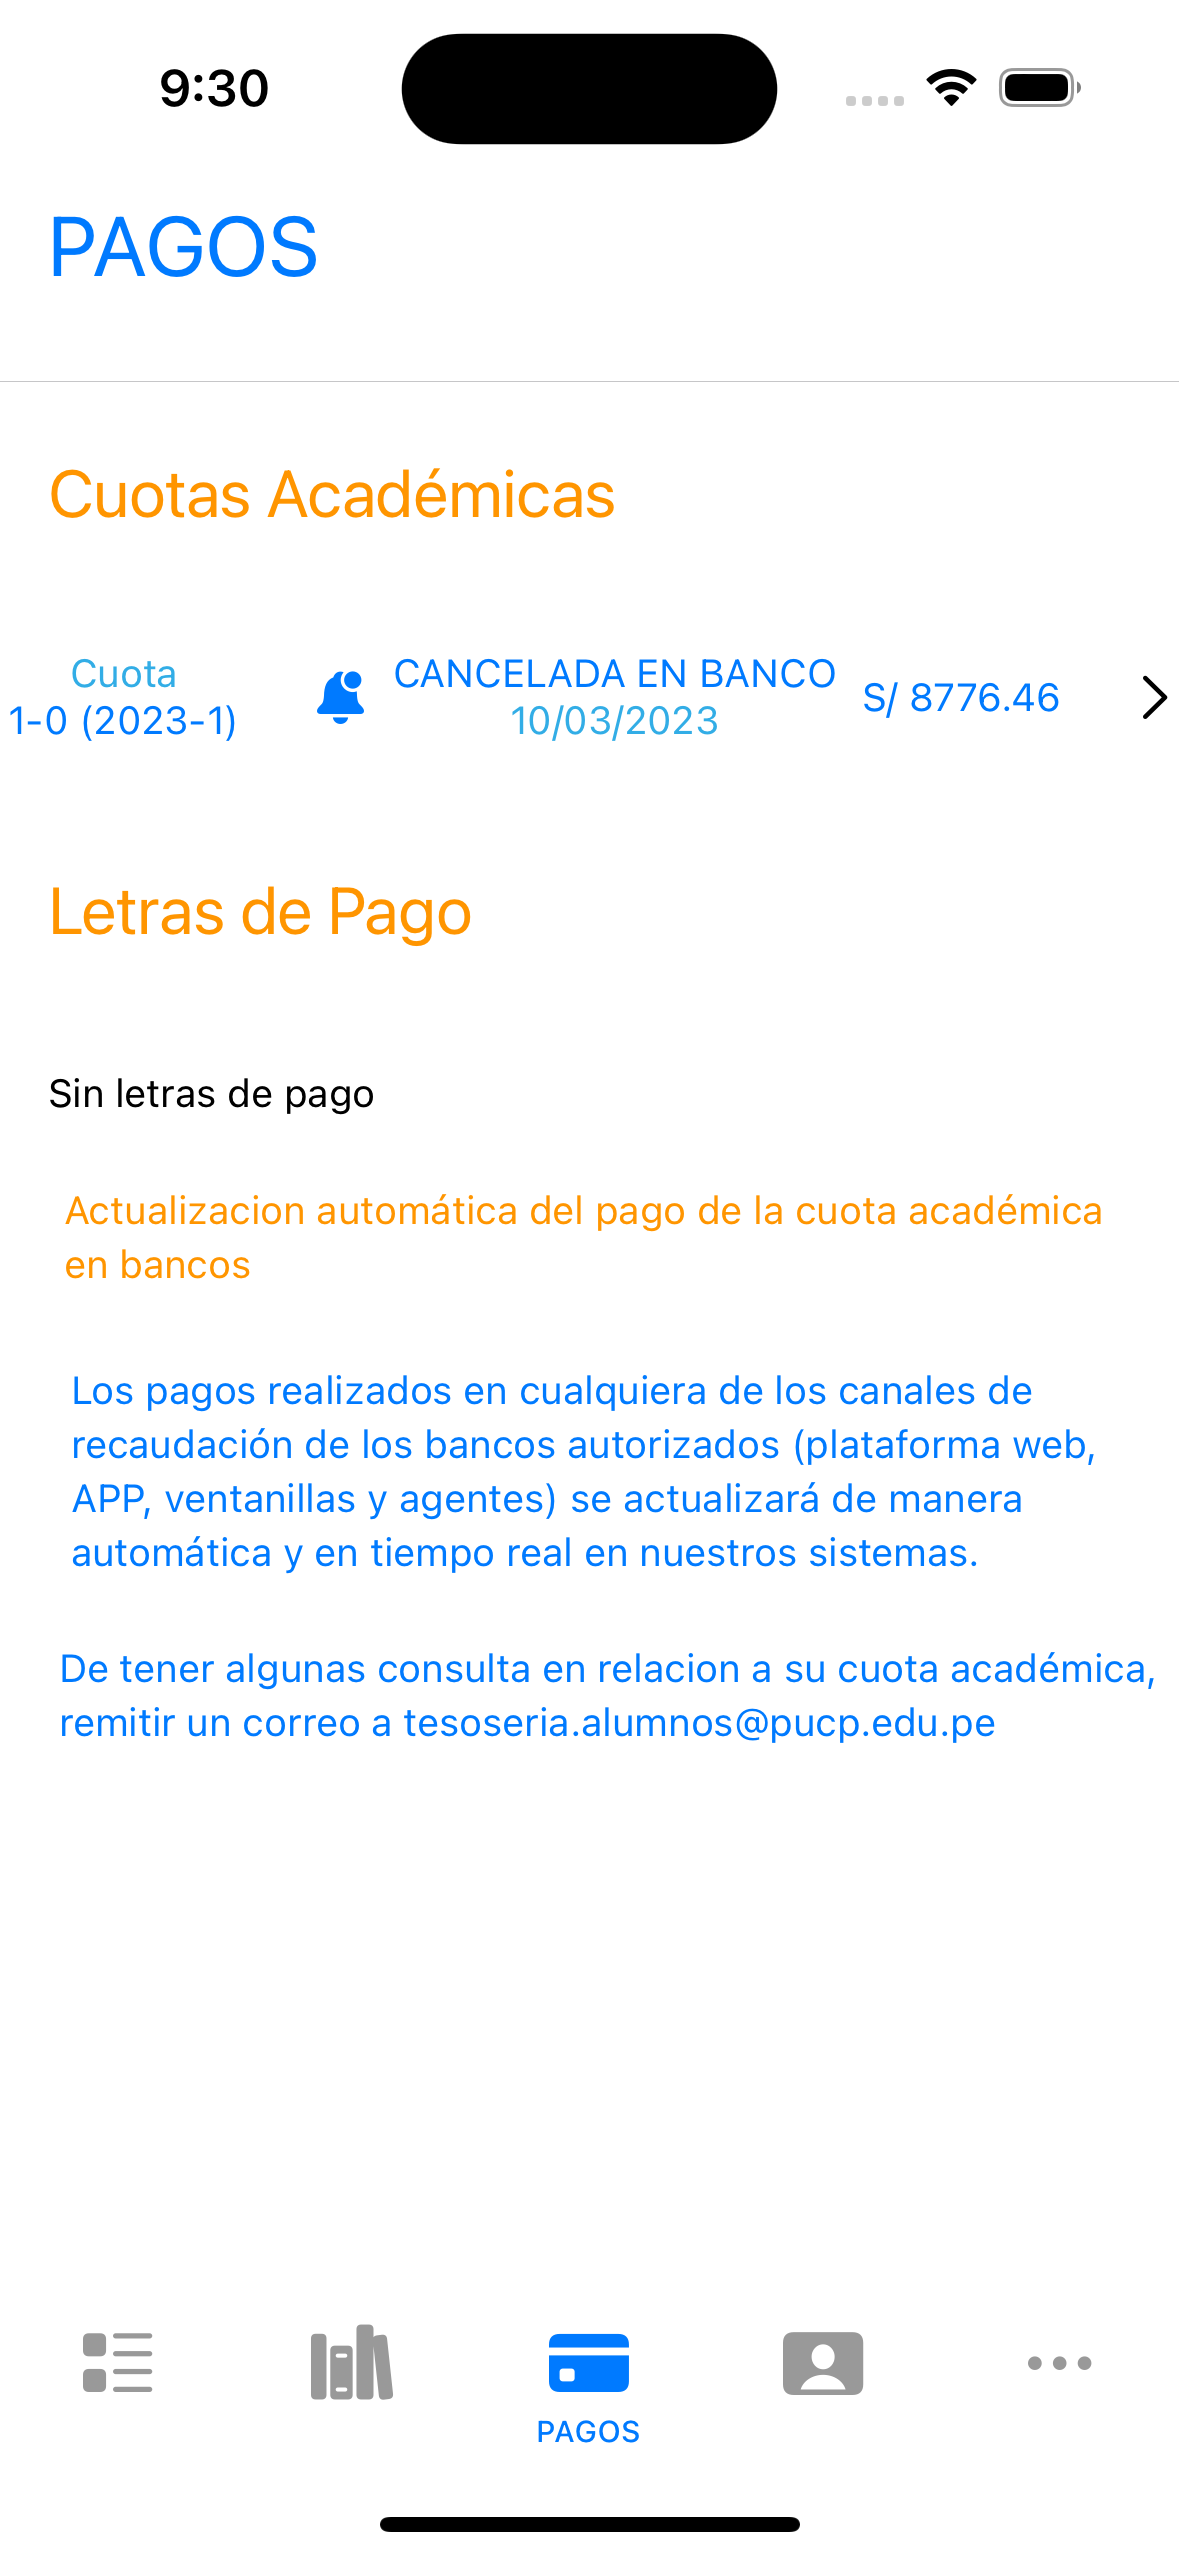 9:30
PAGOS
Cuotas Académicas
Cuota
1-0 (2023-1)
CANCELADA EN BANCO
10/03/2023
S/ 8776.46
Letras de Pago
Sin letras de pago
Actualizacion automática del pago de la cuota académica
en bancos
Los pagos realizados en cualquiera de los canales de
recaudación de los bancos autorizados (plataforma web,
APP, ventanillas y agentes) se actualizará de manera
automática y en tiempo real en nuestros sistemas.
De tener algunas consulta en relacion a su cuota académica,
remitir un correo a tesoseria.alumnos@pucp.edu.pe
PAGOS